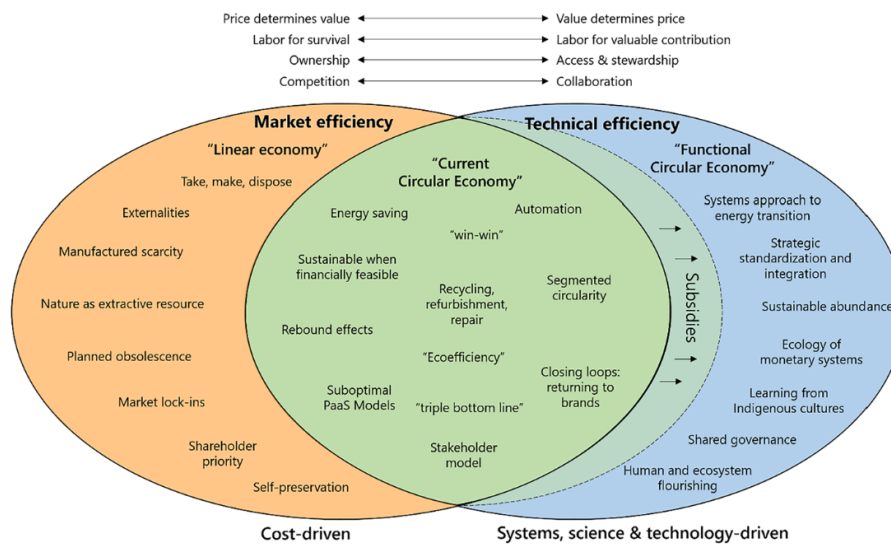 Price determines value Value determines price
Labor for survival Labor for valuable contribution
Ownership Access & stewardship
Competition Collaboration
Market efficiency
Technical efficiency
"Linear economy"
Take, make, dispose
Externalities
Manufactured scarcity
Nature as extractive resource
Planned obsolescence
Market lock-ins
Shareholder
priority
Self-preservation
"Current
Circular Economy"
Energy saving
Automation
"win-win"
Sustainable when
financially feasible
Recycling,
refurbishment,
repair
Segmented
circularity
Rebound effects
"Ecoefficiency"
Suboptimal
PaaS Models
"triple bottom line"
Closing loops:
returning to
brands
Stakeholder
model
Subsidies
"Functional
Circular Economy"
Systems approach to
energy transition
Strategic
standardization and
integration
Sustainable abundance
Ecology of
monetary systems
Learning from
Indigenous cultures
Shared governance
Human and ecosystem
flourishing
Cost-driven
Systems, science & technology-driven